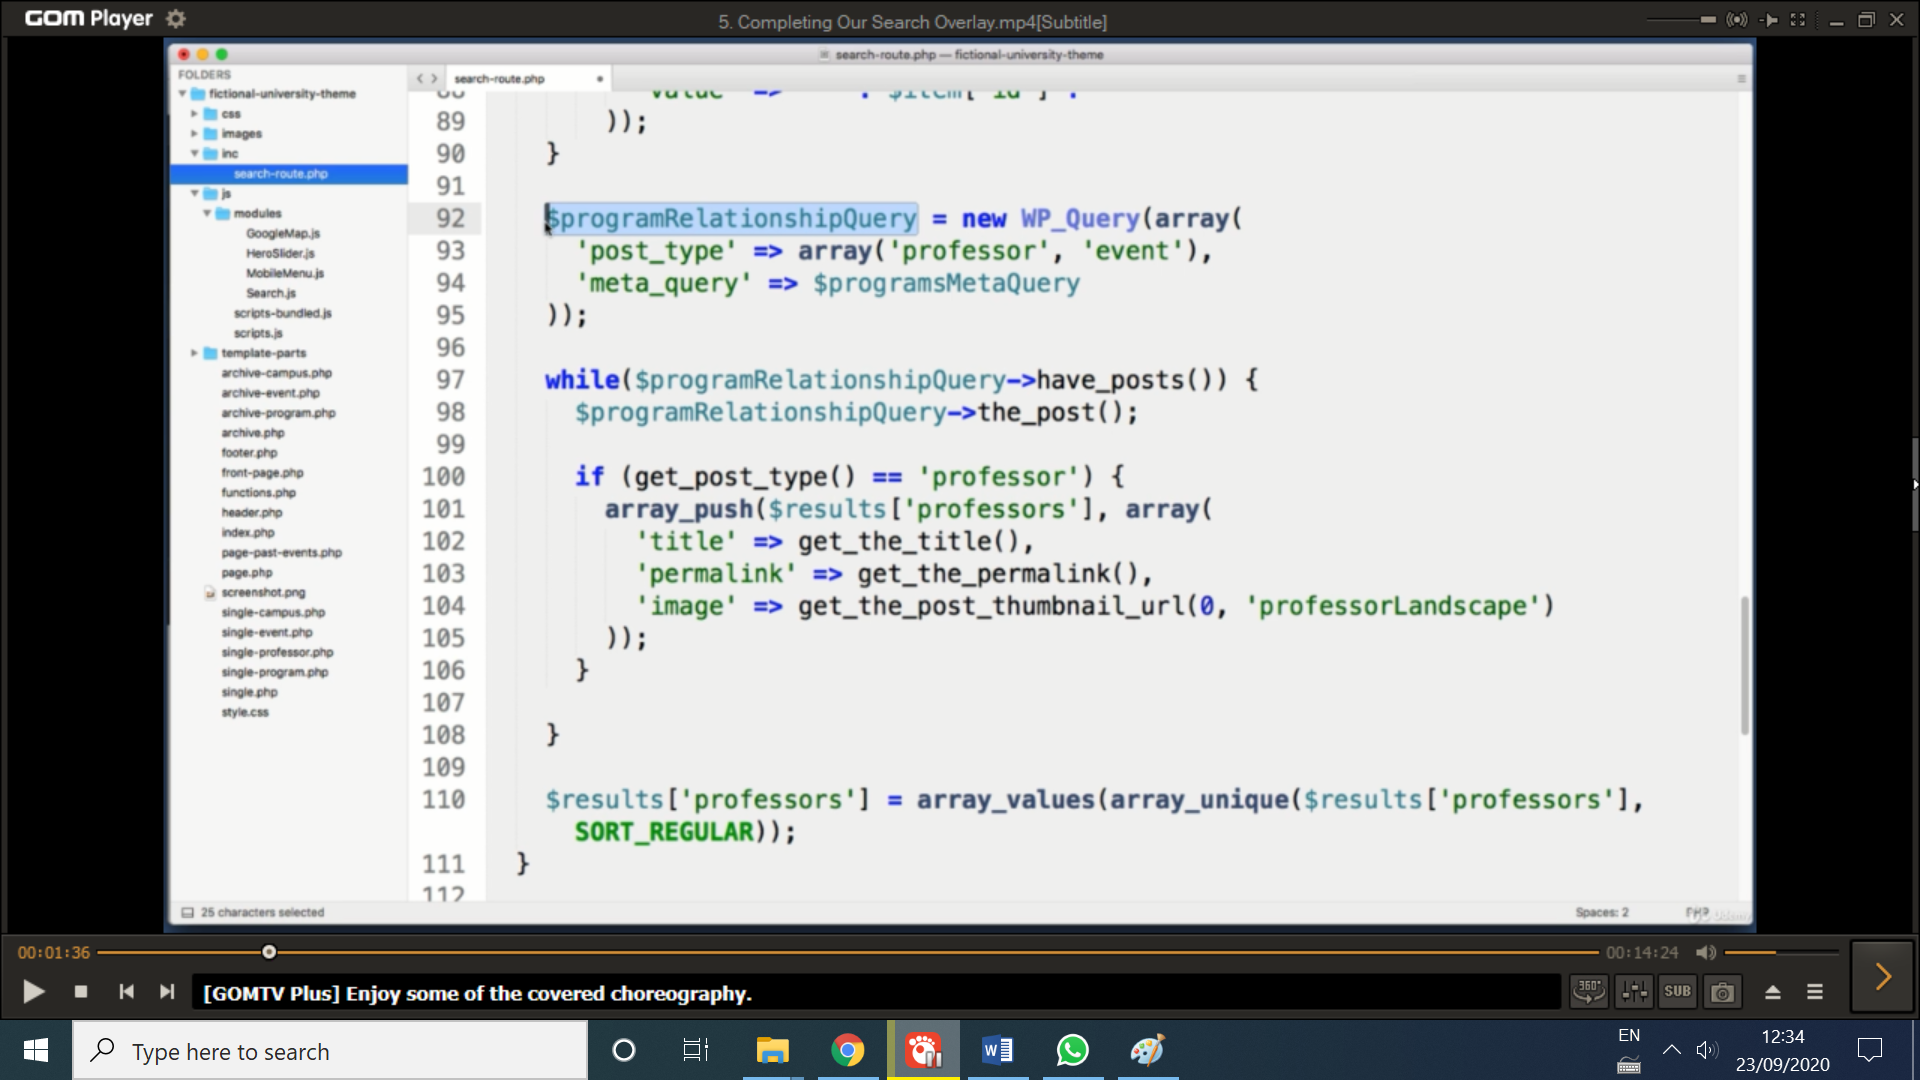 GOM Player
5. Completing Our Search Overlay.mp4[Subtitle]
search-route.php — fictional-university-theme
FOLDERS
fictional-university-theme
css
images
inc
search-route.php
js
modules
GoogleMap.js
HeroSlider.js
MobileMenu.js
Search.js
scripts-bundled.js
scripts.js
template-parts
archive-campus.php
archive-event.php
archive-program.php
archive.php
footer.php
front-page.php
functions.php
header.php
index.php
page-past-events.php
page.php
screenshot.png
single-campus.php
single-event.php
single-professor.php
single-program.php
single.php
style.css
search-route.php
88 'value' => . $item['id'] .
89 ));
90 }
91
92 $programRelationshipQuery = new WP_Query(array(
93 'post_type' => array('professor', 'event'),
94 'meta_query' => $programsMetaQuery
95 ));
96
97 while($programRelationshipQuery->have_posts()) {
98 $programRelationshipQuery->the_post();
99
100 if (get_post_type() == 'professor') {
101 array_push($results['professors'], array(
102 'title' => get_the_title(),
103 'permalink' => get_the_permalink(),
104 'image' => get_the_post_thumbnail_url(0, 'professorLandscape')
105 ));
106 }
107
108 }
109
110 $results['professors'] = array_values(array_unique($results['professors'],
SORT_REGULAR));
111 }
112
25 characters selected
Spaces: 2
PHP
Udemy
00:01:36
00:14:24
[GOMTV Plus] Enjoy some of the covered choreography.
360°
SUB
Type here to search
EN
12:34
23/09/2020